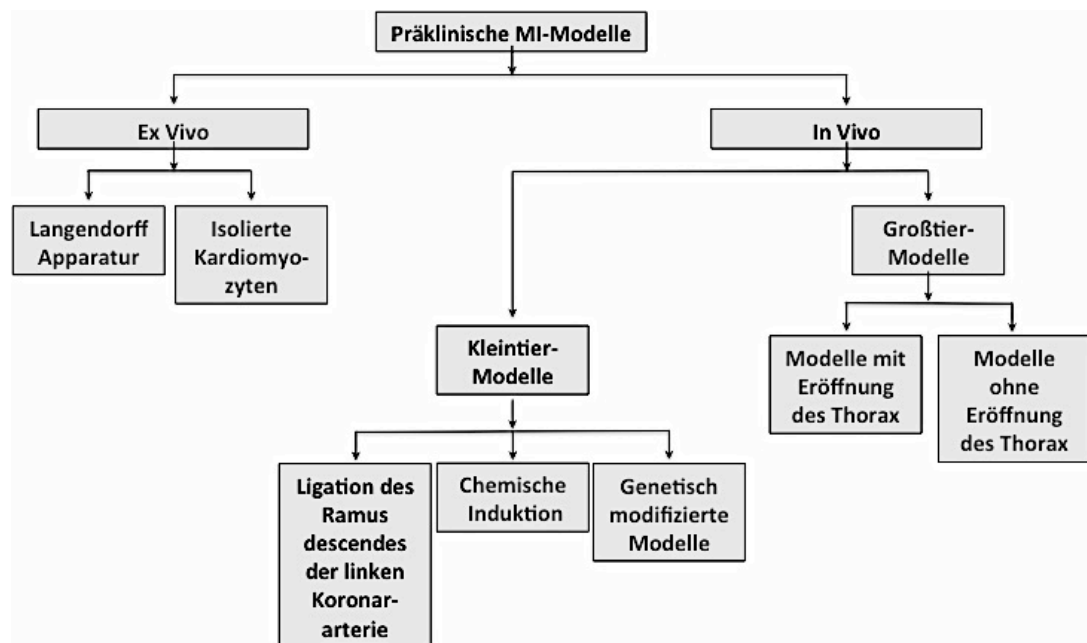 Präklinische MI-Modelle
Ex Vivo
In Vivo
Langendorff
Apparatur
Isolierte
Kardiomyo-
zyten
Großtier-
Modelle
Kleintier-
Modelle
Modelle mit
Eröffnung
des Thorax
Modelle
ohne
Eröffnung
des Thorax
Ligation des
Ramus
descendes
der linken
Koronar-
arterie
Chemische
Induktion
Genetisch
modifizierte
Modelle